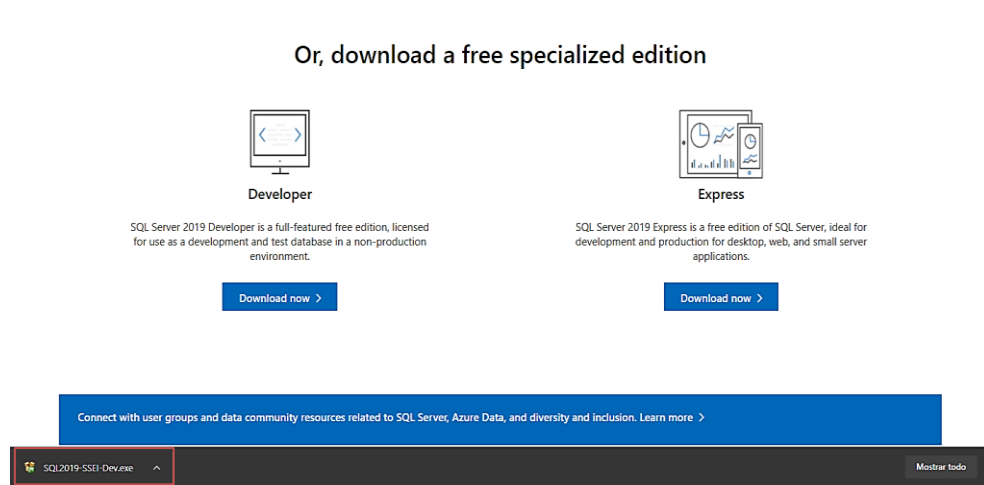 Or, download a free specialized edition
Developer
SQL Server 2019 Developer is a full-featured free edition, licensed
for use as a development and test database in a non-production
environment.
Download now >
Express
SQL Server 2019 Express is a free edition of SQL Server, ideal for
development and production for desktop, web, and small server
applications.
Download now >
Connect with user groups and data community resources related to SQL Server, Azure Data, and diversity and inclusion. Learn more >
SQL2019-SSEI-Dev.exe
Mostrar todo